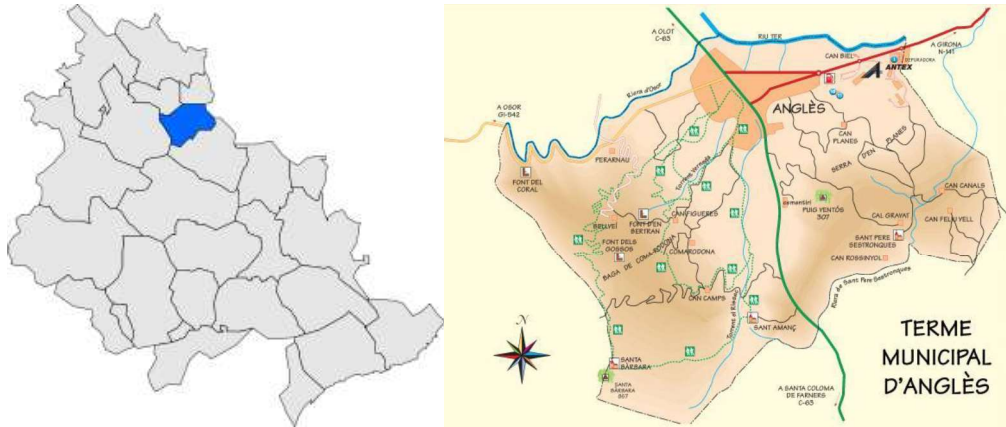 A OLOT
C-63
RIU TER
A GIRONA
N-141
CAN BIEL
ANTEX
Riera d'Osor
A OSOR
GI-542
ANGLÈS
CAN
PLANES
SERRA D'EN PLANES
PERARNAU
FONT DEL
CORAL
Cementiri
PUIG VENTÓS
307
CAN CANALS
CAN FELIU VELL
CAL GRAVAT
SANT PERE
SESTRONQUES
CAN ROSSINYOL
FONT D'EN
BERTRAN
CAN FIGUERES
FONT DELS
GOSSOS
COMARODONA
BAGA DE COMA-RODONA
CAN CAMPS
Riera de Sant Pere Sestronques
SANT AMANÇ
N
SANTA
BÀRBARA
SANTA
BÀRBARA
A SANTA COLOMA
DE FARNERS
C-63
TERME
MUNICIPAL
D'ANGLÈS